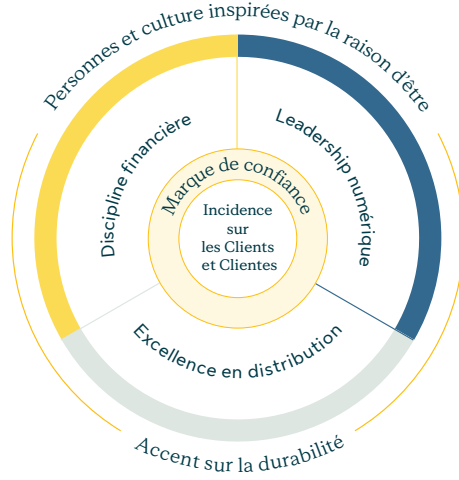 Personnes et culture inspirées par la raison d'être
Discipline financière
Leadership numérique
Marque de confiance
Incidence
sur
les Clients
et Clientes
Excellence en distribution
Accent sur la durabilité